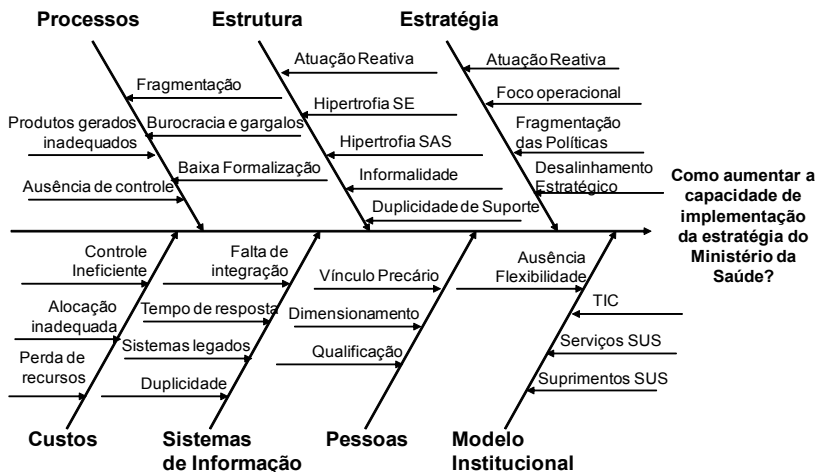 Processos
Estrutura
Estratégia
Fragmentação
Burocracia e gargalos
Produtos gerados
inadequados
Baixa Formalização
Ausência de controle
Atuação Reativa
Hipertrofia SE
Hipertrofia SAS
Informalidade
Duplicidade de Suporte
Atuação Reativa
Foco operacional
Fragmentação
das Políticas
Desalinhamento
Estratégico
Como aumentar a
capacidade de
implementação
da estratégia do
Ministério da
Saúde?
Controle
Ineficiente
Alocação
inadequada
Perda de
recursos
Falta de
integração
Tempo de resposta
Sistemas legados
Duplicidade
Vínculo Precário
Dimensionamento
Qualificação
Ausência
Flexibilidade
TIC
Serviços SUS
Suprimentos SUS
Custos
Sistemas
de Informação
Pessoas
Modelo
Institucional